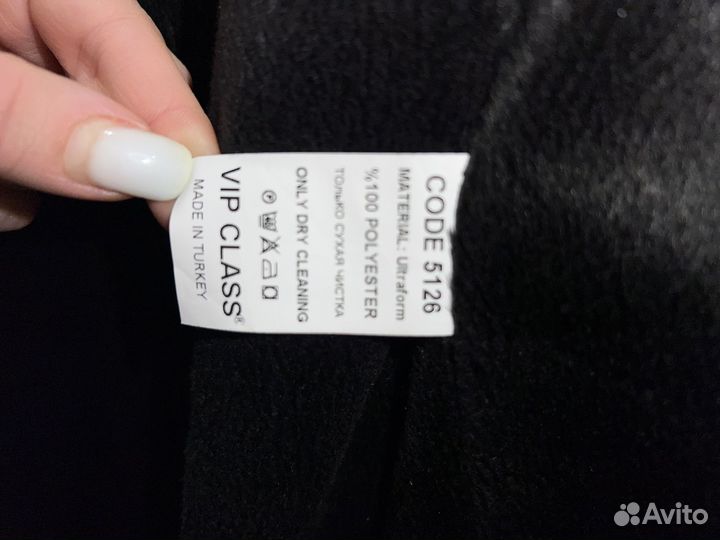 CODE 5126
MATERIAL: Ultraform
%100 POLYESTER
ТОЛЬКО СУХАЯ ЧИСТКА
ONLY DRY CLEANING
VIP CLASS®
MADE IN TURKEY
Avito